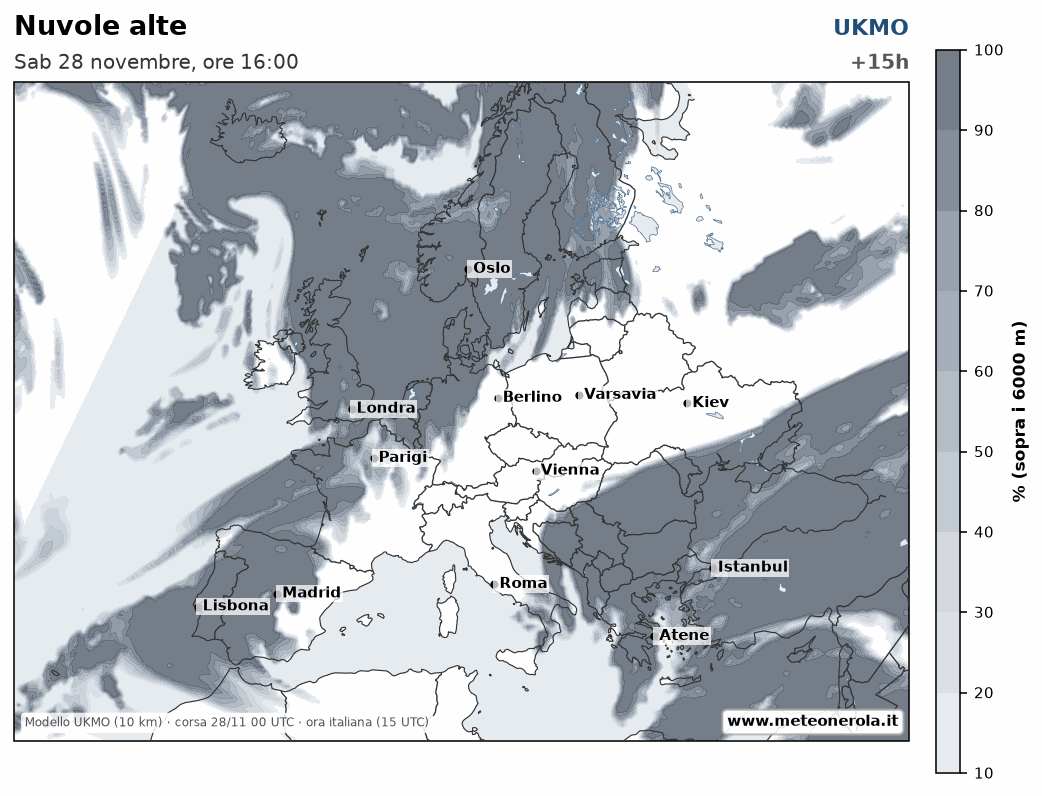 Nuvole alte
UKMO
Sab 28 novembre, ore 16:00
+15h
100
90
80
70
60
50
40
30
20
10
% (sopra i 6000 m)
Oslo
Berlino
Varsavia
Kiev
Londra
Parigi
Vienna
Istanbul
Roma
Madrid
Lisbona
Atene
Modello UKMO (10 km) · corsa 28/11 00 UTC · ora italiana (15 UTC)
www.meteonerola.it